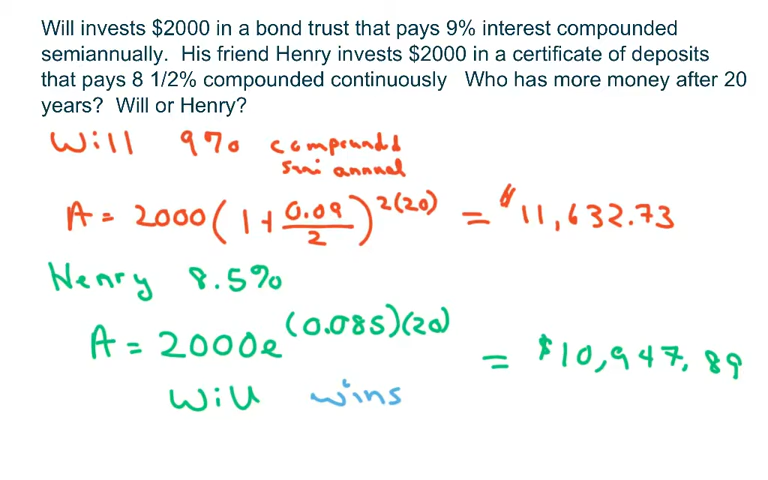 Will invests $2000 in a bond trust that pays 9% interest compounded
semiannually. His friend Henry invests $2000 in a certificate of deposits
that pays 8 1/2% compounded continuously Who has more money after 20
years? Will or Henry?
Will 9% compounded
semi annual
A = 2000(1+0.09/2)^2(20) = $11,632.73
Henry 8.5%
A = 2000e^(0.085)(20) = $10,947.89
Will wins